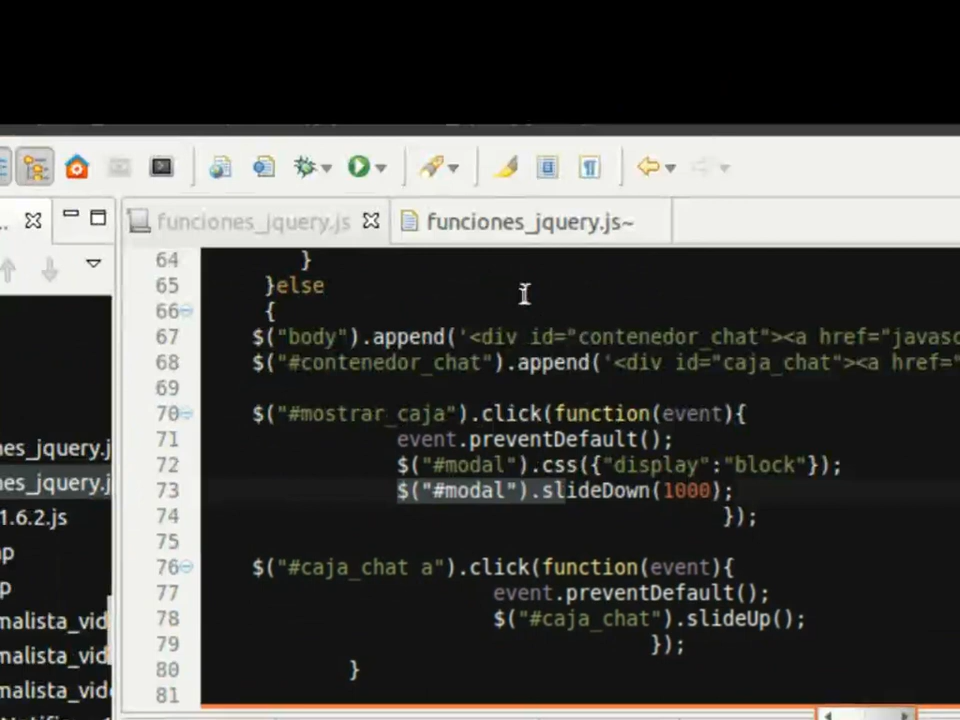 funciones_jquery.js
funciones_jquery.js~
64 }
65 }else
66 {
67 $("body").append('<div id="contenedor_chat"><a href="javasc
68 $("#contenedor_chat").append('<div id="caja_chat"><a href="
69
70 $("#mostrar_caja").click(function(event){
71 event.preventDefault();
72 $("#modal").css({"display":"block"});
73 $("#modal").slideDown(1000);
74 });
75
76 $("#caja_chat a").click(function(event){
77 event.preventDefault();
78 $("#caja_chat").slideUp();
79 });
80 }
81
nes_jquery.j
nes_jquery.j
1.6.2.js
p
p
malista_vid
malista_vid
malista_vid